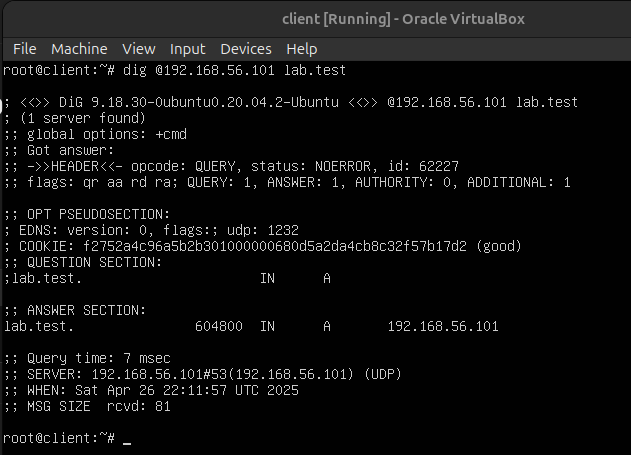 client [Running] - Oracle VirtualBox
File Machine View Input Devices Help
root@client:~# dig @192.168.56.101 lab.test
; <<>> DiG 9.18.30-0ubuntu0.20.04.2-Ubuntu <<>> @192.168.56.101 lab.test
; (1 server found)
;; global options: +cmd
;; Got answer:
;; ->>HEADER<<- opcode: QUERY, status: NOERROR, id: 62227
;; flags: qr aa rd ra; QUERY: 1, ANSWER: 1, AUTHORITY: 0, ADDITIONAL: 1
;; OPT PSEUDOSECTION:
; EDNS: version: 0, flags:; udp: 1232
; COOKIE: f2752a4c96a5b2b301000000680d5a2da4cb8c32f57b17d2 (good)
;; QUESTION SECTION:
;lab.test. IN A
;; ANSWER SECTION:
lab.test. 604800 IN A 192.168.56.101
;; Query time: 7 msec
;; SERVER: 192.168.56.101#53(192.168.56.101) (UDP)
;; WHEN: Sat Apr 26 22:11:57 UTC 2025
;; MSG SIZE rcvd: 81
root@client:~# _